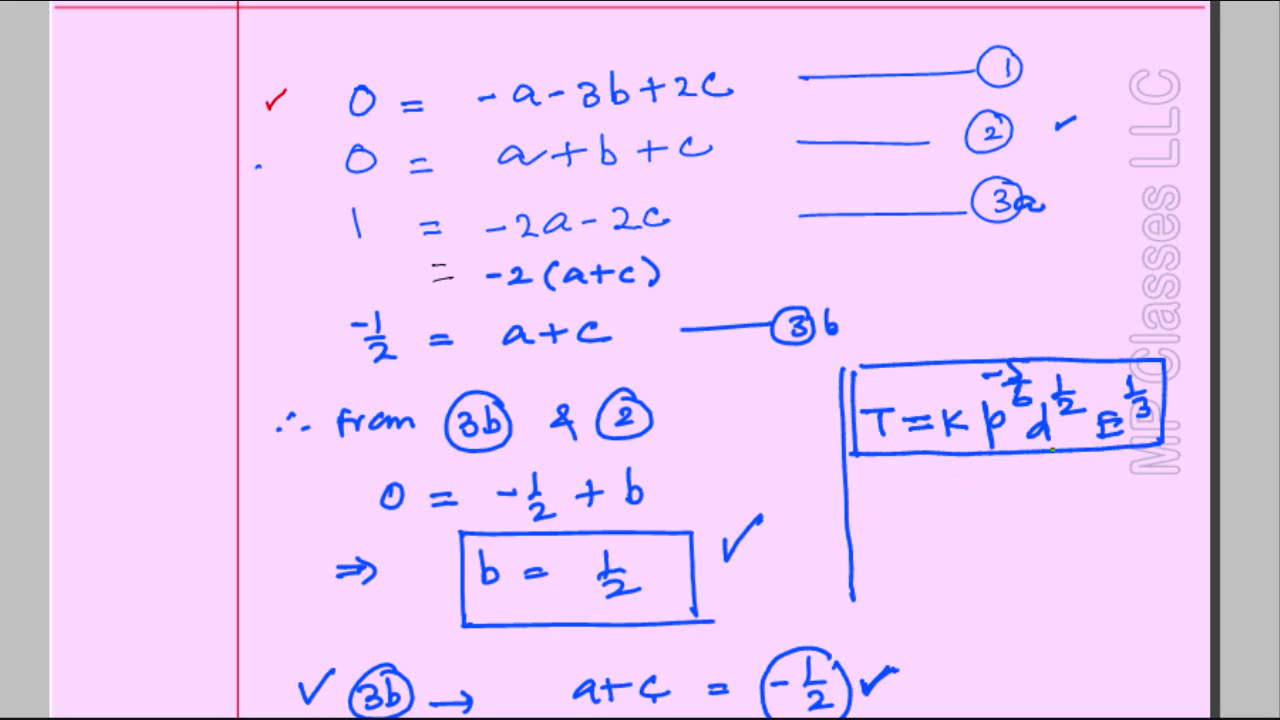 ✓ 0 = -a-3b+2c ——— ①
0 = a+b+c ——— ② ✓
1 = -2a-2c ——— ③a
= -2(a+c)
-1/2 = a+c ——— ③b
∴ from ③b & ②
0 = -1/2 + b
⇒ b = 1/2 ✓
✓ ③b → a+c = -1/2 ✓
T = K p^(-5/6) d^(1/2) E^(1/3)
MP Classes LLC